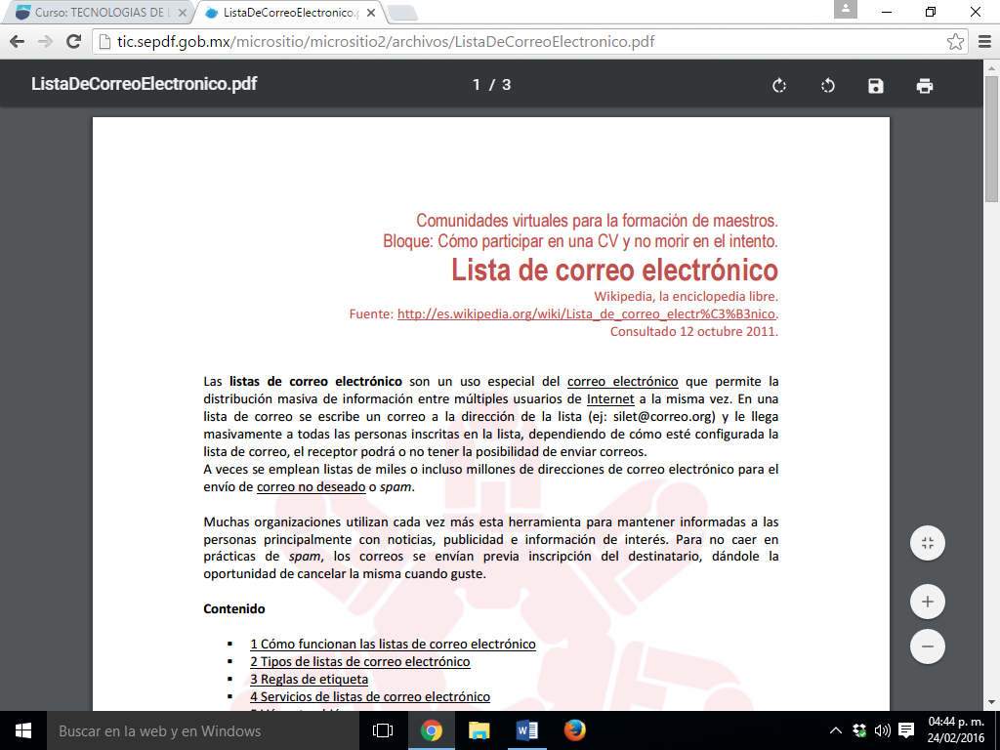 Curso: TECNOLOGIAS DE L
ListaDeCorreoElectronico.p
tic.sepdf.gob.mx/micrositio/micrositio2/archivos/ListaDeCorreoElectronico.pdf
ListaDeCorreoElectronico.pdf
1 / 3
Comunidades virtuales para la formación de maestros.
Bloque: Cómo participar en una CV y no morir en el intento.
Lista de correo electrónico
Wikipedia, la enciclopedia libre.
Fuente: http://es.wikipedia.org/wiki/Lista_de_correo_electr%C3%B3nico.
Consultado 12 octubre 2011.
Las listas de correo electrónico son un uso especial del correo electrónico que permite la
distribución masiva de información entre múltiples usuarios de Internet a la misma vez. En una
lista de correo se escribe un correo a la dirección de la lista (ej: silet@correo.org) y le llega
masivamente a todas las personas inscritas en la lista, dependiendo de cómo esté configurada la
lista de correo, el receptor podrá o no tener la posibilidad de enviar correos.
A veces se emplean listas de miles o incluso millones de direcciones de correo electrónico para el
envío de correo no deseado o spam.
Muchas organizaciones utilizan cada vez más esta herramienta para mantener informadas a las
personas principalmente con noticias, publicidad e información de interés. Para no caer en
prácticas de spam, los correos se envían previa inscripción del destinatario, dándole la
oportunidad de cancelar la misma cuando guste.
Contenido
▪ 1 Cómo funcionan las listas de correo electrónico
▪ 2 Tipos de listas de correo electrónico
▪ 3 Reglas de etiqueta
▪ 4 Servicios de listas de correo electrónico
Buscar en la web y en Windows
04:44 p. m.
24/02/2016